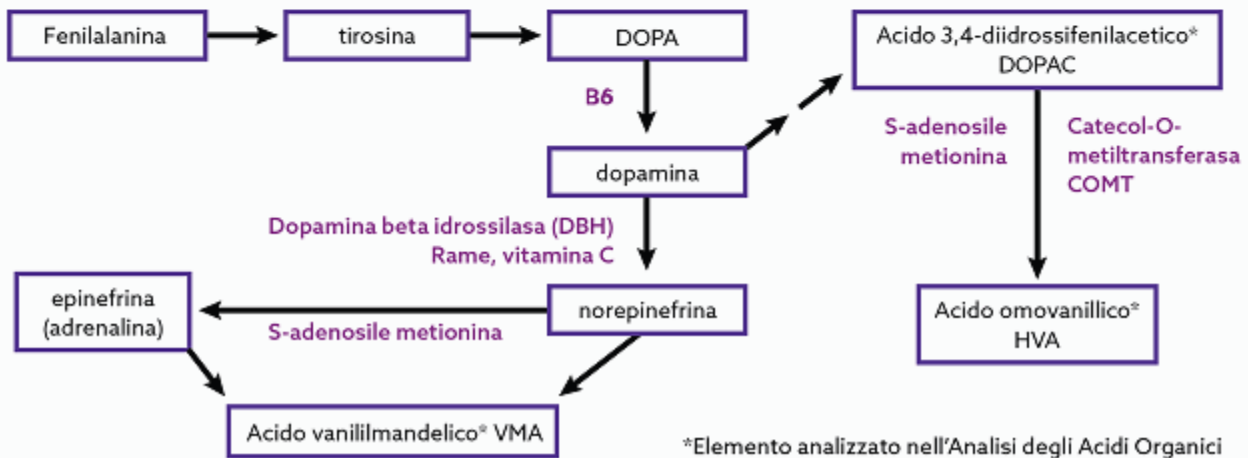 Fenilalanina
tirosina
DOPA
Acido 3,4-diidrossifenilacetico*
DOPAC
B6
S-adenosile
metionina
Catecol-O-
metiltransferasa
COMT
dopamina
Dopamina beta idrossilasa (DBH)
Rame, vitamina C
epinefrina
(adrenalina)
S-adenosile metionina
norepinefrina
Acido omovanillico*
HVA
Acido vanililmandelico* VMA
*Elemento analizzato nell'Analisi degli Acidi Organici